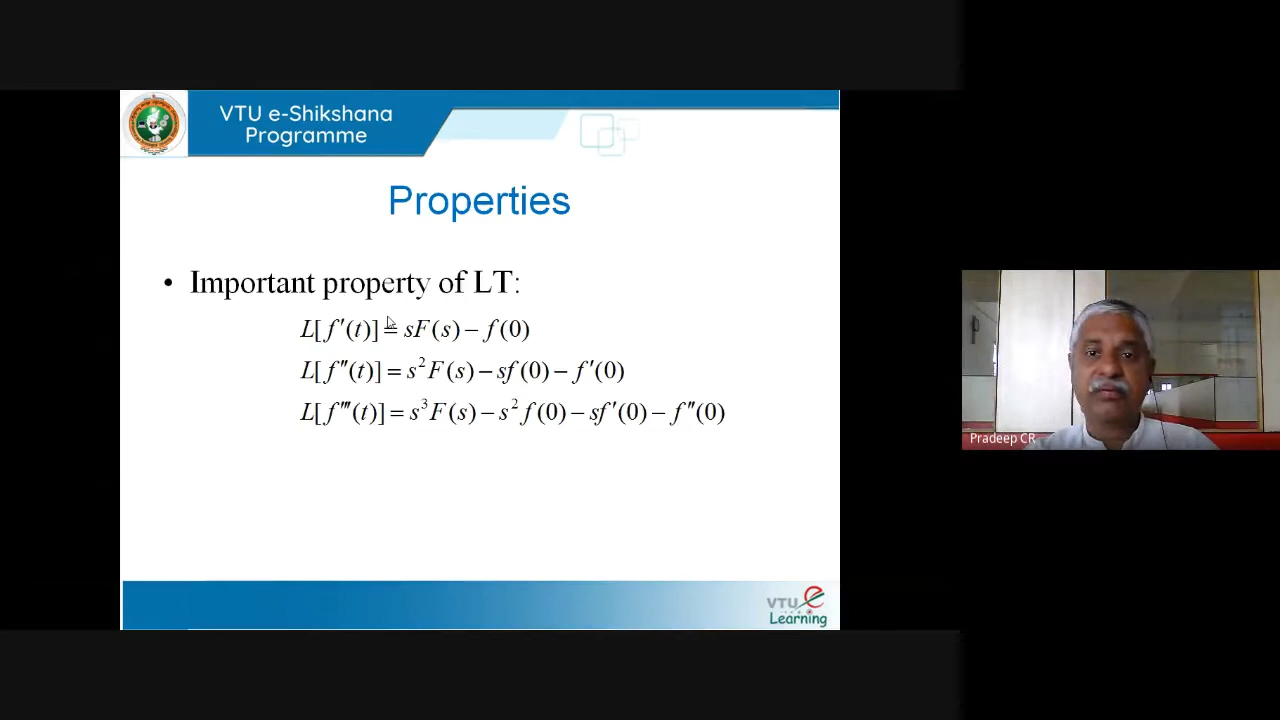 VTU e-Shikshana
Programme
Properties
• Important property of LT:
L[f′(t)] = sF(s) − f(0)
L[f″(t)] = s²F(s) − sf(0) − f′(0)
L[f‴(t)] = s³F(s) − s²f(0) − sf′(0) − f″(0)
Pradeep CR
VTU e
Learning